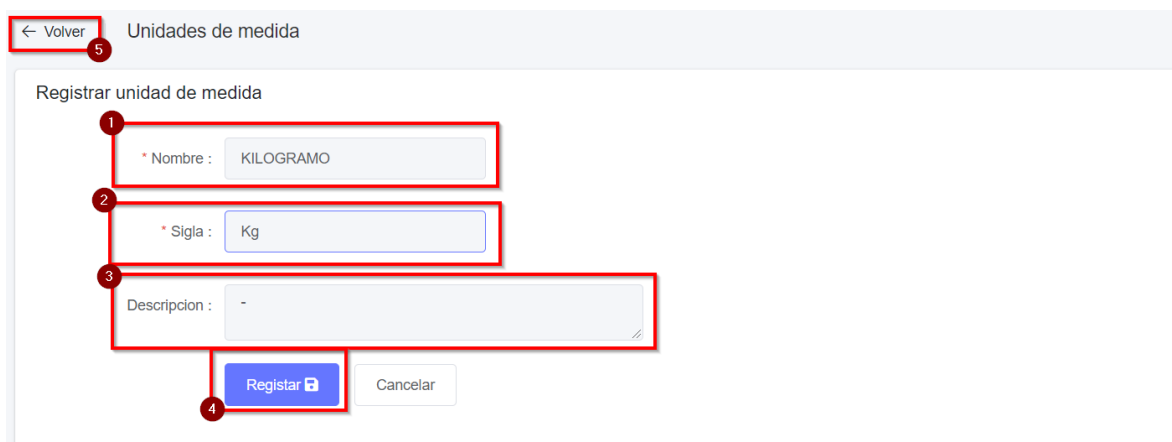 ← Volver Unidades de medida
5
Registrar unidad de medida
1
* Nombre : KILOGRAMO
2
* Sigla : Kg
3
Descripcion : -
Registar Cancelar
4